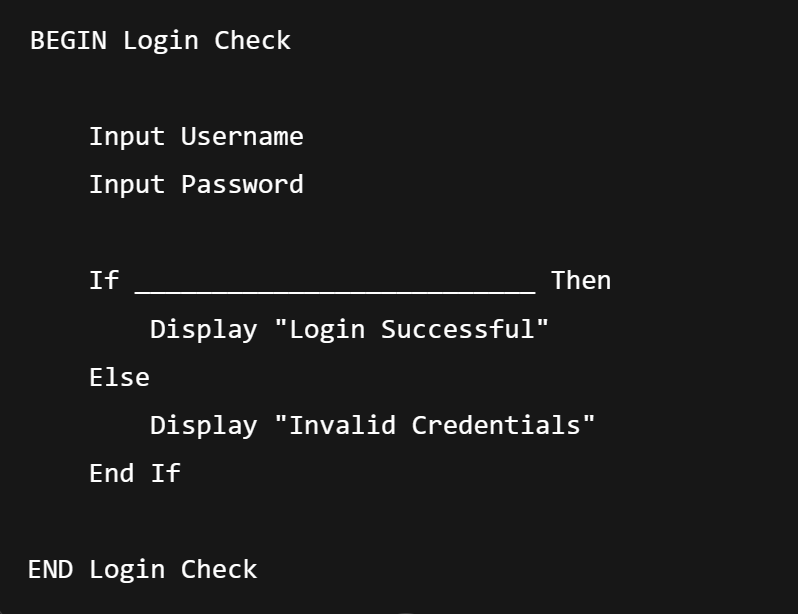 BEGIN Login Check
Input Username
Input Password
If __________________________ Then
Display "Login Successful"
Else
Display "Invalid Credentials"
End If
END Login Check